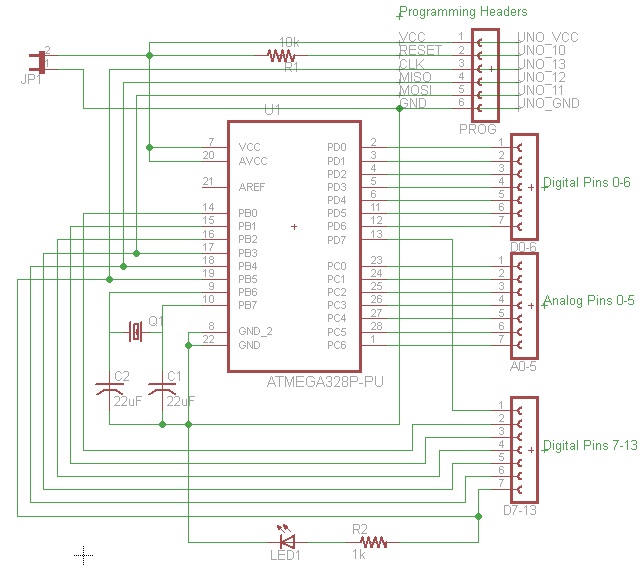 Programming Headers
10k
R1
2
1
JP1
VCC 1 UNO_VCC
RESET 2 UNO_10
CLK 3 UNO_13
MISO 4 UNO_12
MOSI 5 UNO_11
GND 6 UNO_GND
PROG
U1
7 VCC PD0 2 1
20 AVCC PD1 3 2
PD2 4 3
21 AREF PD3 5 4
PD4 6 5
14 PB0 PD5 11 6
15 PB1 PD6 12 7
16 PB2 PD7 13
Digital Pins 0-6
D0-6
17 PB3
18 PB4 PC0 23 1
19 PB5 PC1 24 2
9 PB6 PC2 25 3
10 PB7 PC3 26 4
PC4 27 5
8 GND_2 PC5 28 6
22 GND PC6 1 7
Analog Pins 0-5
A0-5
Q1
ATMEGA328P-PU
C2
22uF
C1
22uF
1
2
3
4
5
6
7
Digital Pins 7-13
D7-13
LED1
R2
1k